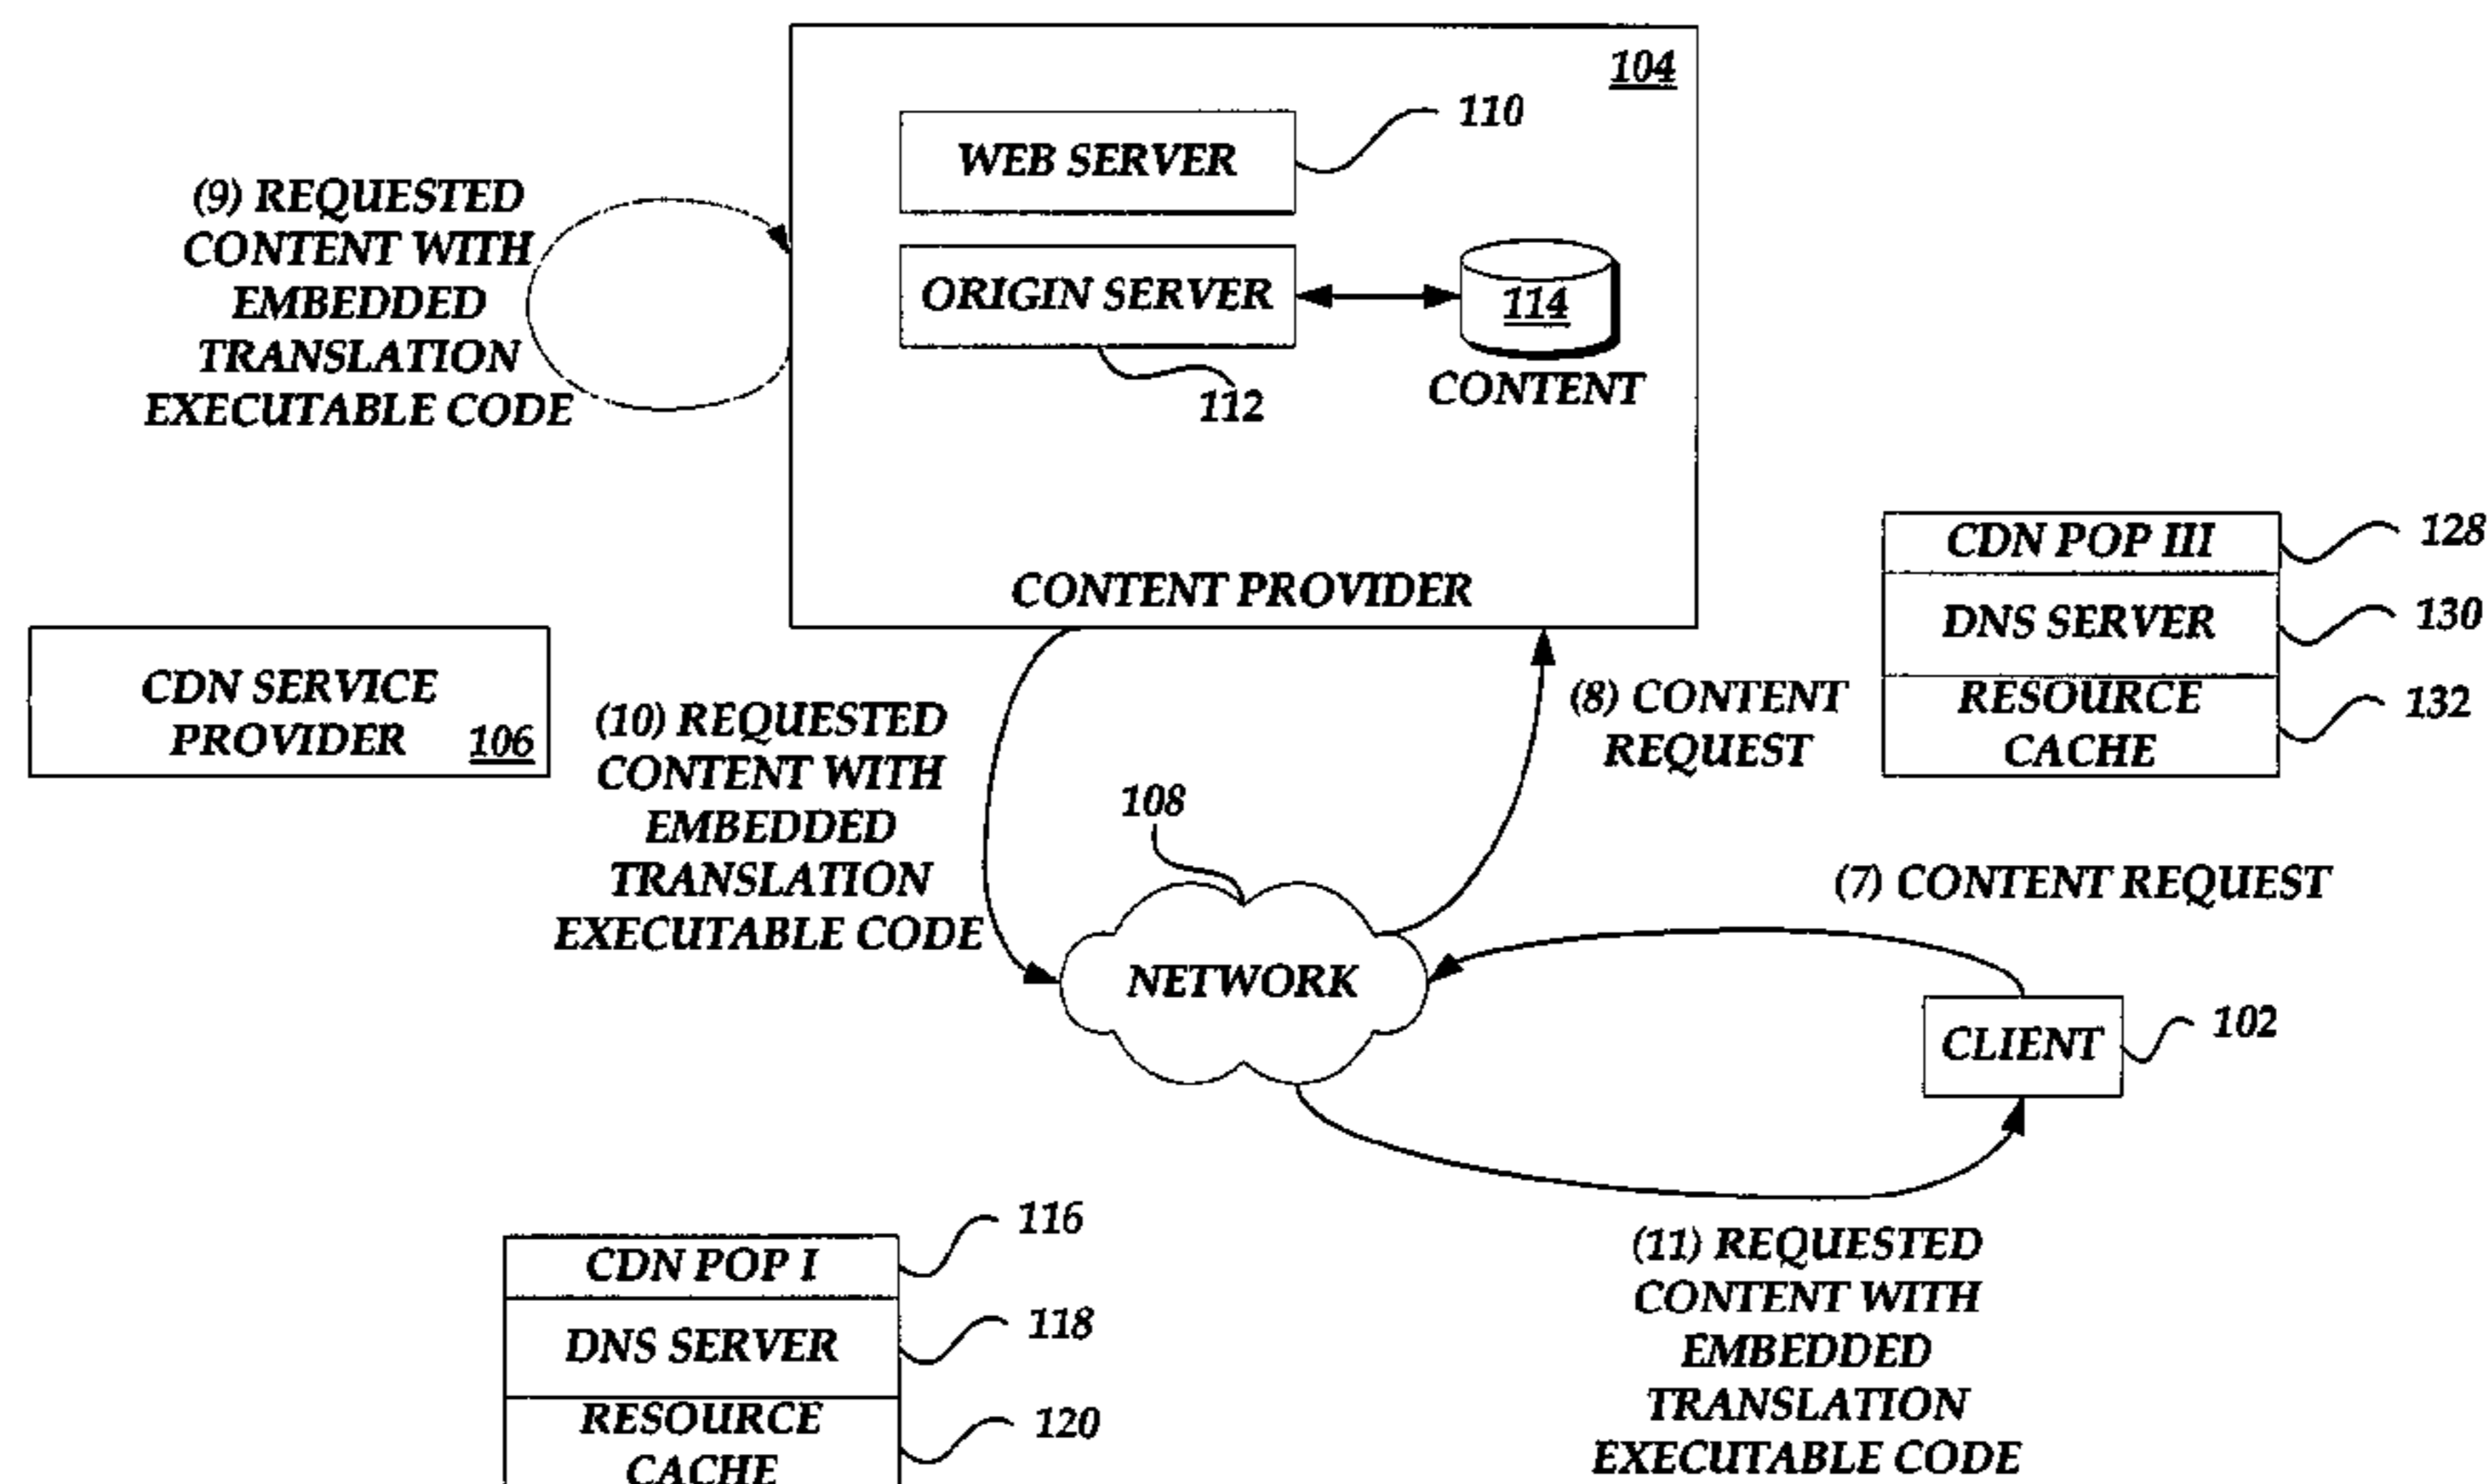 104
110
WEB SERVER
(9) REQUESTED
CONTENT WITH
EMBEDDED
TRANSLATION
EXECUTABLE CODE
ORIGIN SERVER
114
CONTENT
112
CONTENT PROVIDER
CDN POP III
128
DNS SERVER
130
RESOURCE
CACHE
132
CDN SERVICE
PROVIDER
106
(10) REQUESTED
CONTENT WITH
EMBEDDED
TRANSLATION
EXECUTABLE CODE
(8) CONTENT
REQUEST
108
NETWORK
(7) CONTENT REQUEST
CLIENT
102
116
CDN POP I
118
DNS SERVER
RESOURCE
CACHE
120
(11) REQUESTED
CONTENT WITH
EMBEDDED
TRANSLATION
EXECUTABLE CODE